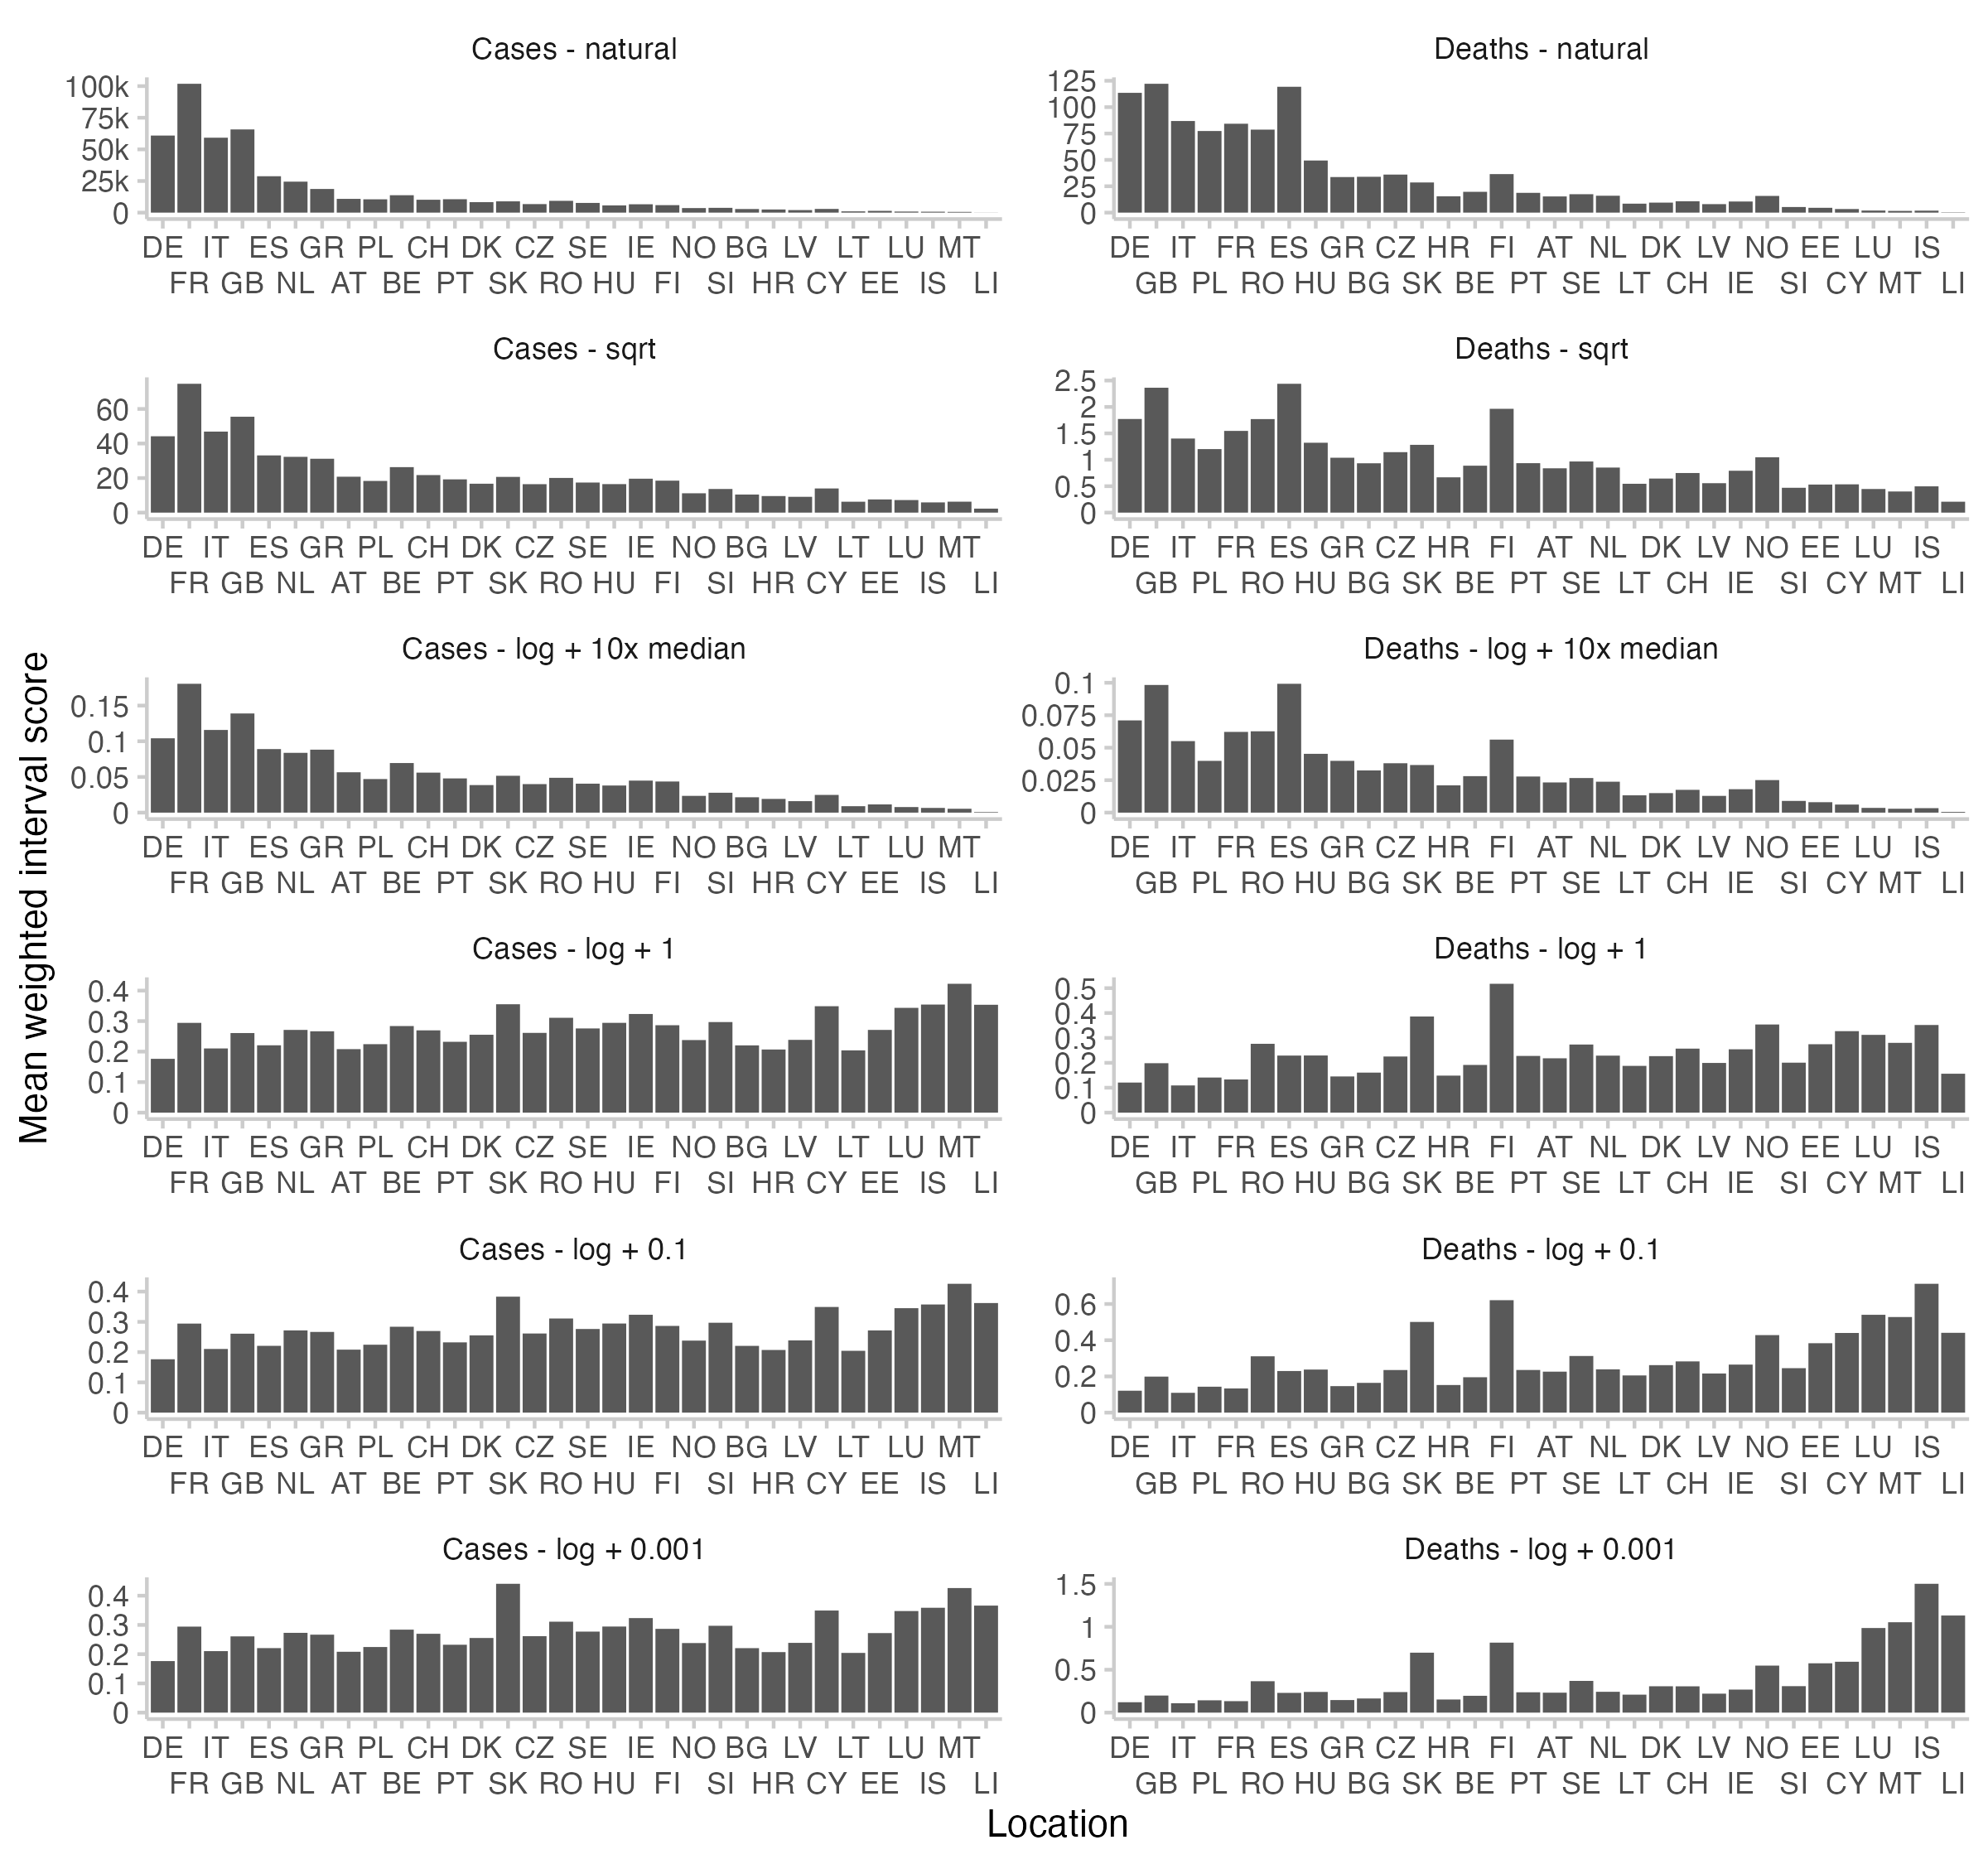 Mean weighted interval score
Cases - natural
100k
75k
50k
25k
0
DE IT ES GR PL CH DK CZ SE IE NO BG LV LT LU MT
FR GB NL AT BE PT SK RO HU FI SI HR CY EE IS LI
Deaths - natural
125
100
75
50
25
0
DE IT FR ES GR CZ HR FI AT NL DK LV NO EE LU IS
GB PL RO HU BG SK BE PT SE LT CH IE SI CY MT LI
Cases - sqrt
60
40
20
0
DE IT ES GR PL CH DK CZ SE IE NO BG LV LT LU MT
FR GB NL AT BE PT SK RO HU FI SI HR CY EE IS LI
Deaths - sqrt
2.5
2
1.5
1
0.5
0
DE IT FR ES GR CZ HR FI AT NL DK LV NO EE LU IS
GB PL RO HU BG SK BE PT SE LT CH IE SI CY MT LI
Cases - log + 10x median
0.15
0.1
0.05
0
DE IT ES GR PL CH DK CZ SE IE NO BG LV LT LU MT
FR GB NL AT BE PT SK RO HU FI SI HR CY EE IS LI
Deaths - log + 10x median
0.1
0.075
0.05
0.025
0
DE IT FR ES GR CZ HR FI AT NL DK LV NO EE LU IS
GB PL RO HU BG SK BE PT SE LT CH IE SI CY MT LI
Cases - log + 1
0.4
0.3
0.2
0.1
0
DE IT ES GR PL CH DK CZ SE IE NO BG LV LT LU MT
FR GB NL AT BE PT SK RO HU FI SI HR CY EE IS LI
Deaths - log + 1
0.5
0.4
0.3
0.2
0.1
0
DE IT FR ES GR CZ HR FI AT NL DK LV NO EE LU IS
GB PL RO HU BG SK BE PT SE LT CH IE SI CY MT LI
Cases - log + 0.1
0.4
0.3
0.2
0.1
0
DE IT ES GR PL CH DK CZ SE IE NO BG LV LT LU MT
FR GB NL AT BE PT SK RO HU FI SI HR CY EE IS LI
Deaths - log + 0.1
0.6
0.4
0.2
0
DE IT FR ES GR CZ HR FI AT NL DK LV NO EE LU IS
GB PL RO HU BG SK BE PT SE LT CH IE SI CY MT LI
Cases - log + 0.001
0.4
0.3
0.2
0.1
0
DE IT ES GR PL CH DK CZ SE IE NO BG LV LT LU MT
FR GB NL AT BE PT SK RO HU FI SI HR CY EE IS LI
Deaths - log + 0.001
1.5
1
0.5
0
DE IT FR ES GR CZ HR FI AT NL DK LV NO EE LU IS
GB PL RO HU BG SK BE PT SE LT CH IE SI CY MT LI
Location